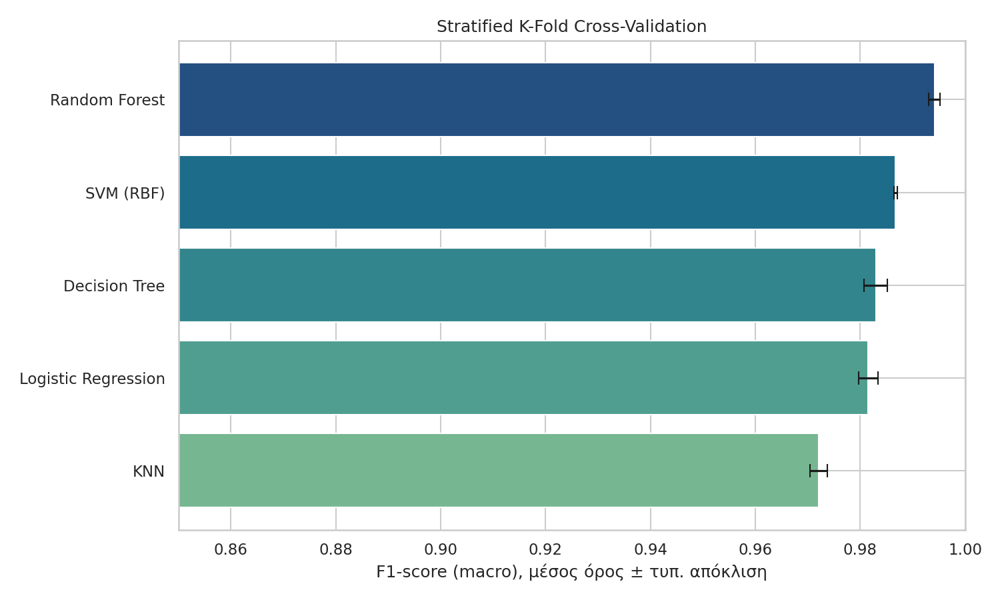 Stratified K-Fold Cross-Validation
Random Forest
SVM (RBF)
Decision Tree
Logistic Regression
KNN
0.86 0.88 0.90 0.92 0.94 0.96 0.98 1.00
F1-score (macro), μέσος όρος ± τυπ. απόκλιση